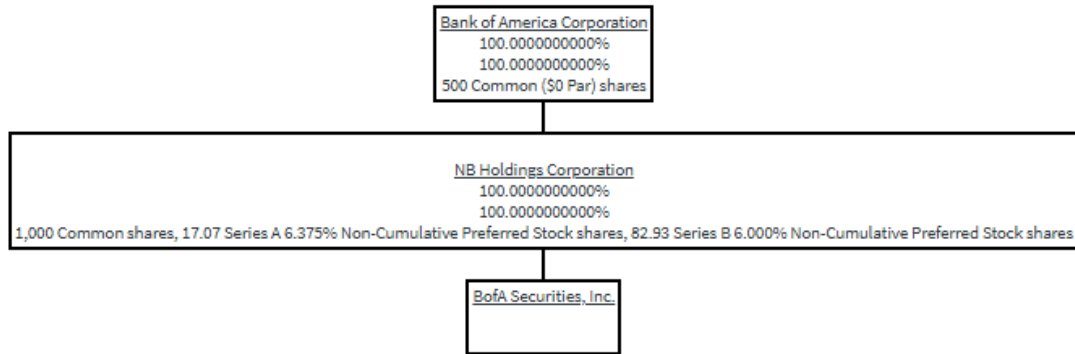 Bank of America Corporation
100.0000000000%
100.0000000000%
500 Common ($0 Par) shares
NB Holdings Corporation
100.0000000000%
100.0000000000%
1,000 Common shares, 17.07 Series A 6.375% Non-Cumulative Preferred Stock shares, 82.93 Series B 6.000% Non-Cumulative Preferred Stock shares
BofA Securities, Inc.